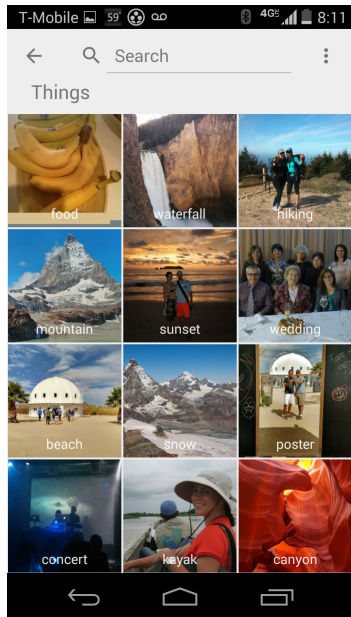 T-Mobile 59° 4G LTE 8:11
Search
Things
food waterfall hiking
mountain sunset wedding
beach snow poster
concert kayak canyon